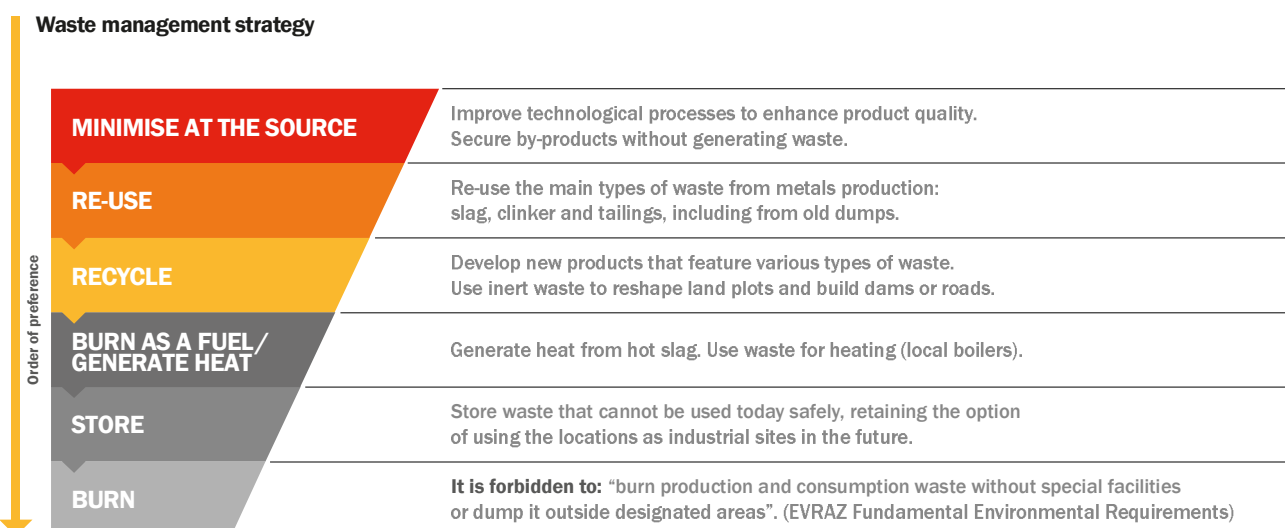 Waste management strategy
Order of preference
MINIMISE AT THE SOURCE
Improve technological processes to enhance product quality.
Secure by-products without generating waste.
RE-USE
Re-use the main types of waste from metals production:
slag, clinker and tailings, including from old dumps.
RECYCLE
Develop new products that feature various types of waste.
Use inert waste to reshape land plots and build dams or roads.
BURN AS A FUEL/
GENERATE HEAT
Generate heat from hot slag. Use waste for heating (local boilers).
STORE
Store waste that cannot be used today safely, retaining the option
of using the locations as industrial sites in the future.
BURN
It is forbidden to: “burn production and consumption waste without special facilities
or dump it outside designated areas”. (EVRAZ Fundamental Environmental Requirements)